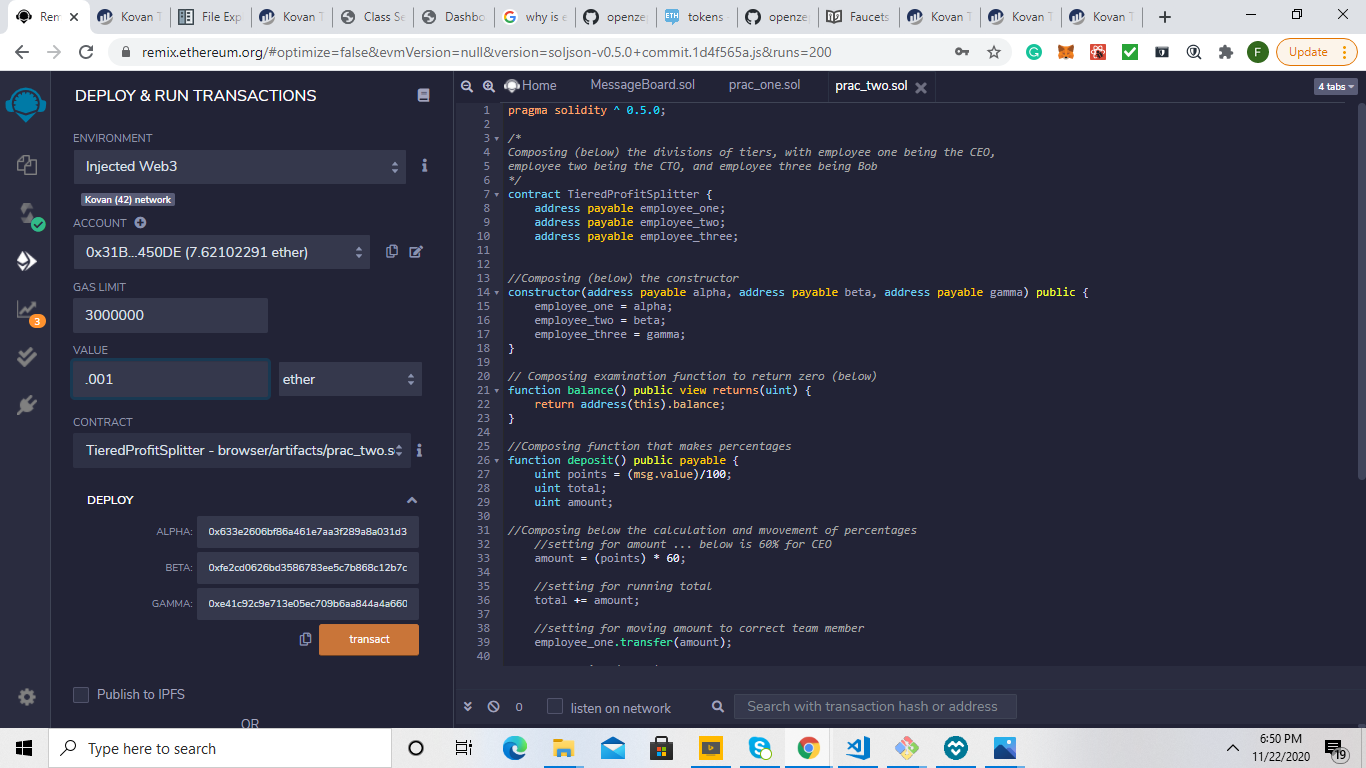 Rem
Kovan T
File Expl
Kovan T
Class Se
Dashbo
why is e
openze
tokens
openze
Faucets
Kovan T
Kovan T
Kovan T
remix.ethereum.org/#optimize=false&evmVersion=null&version=soljson-v0.5.0+commit.1d4f565a.js&runs=200
F
Update
DEPLOY & RUN TRANSACTIONS
ENVIRONMENT
Injected Web3
Kovan (42) network
ACCOUNT
0x31B...450DE (7.62102291 ether)
GAS LIMIT
3000000
VALUE
.001
ether
CONTRACT
TieredProfitSplitter - browser/artifacts/prac_two.s
DEPLOY
ALPHA:
0x633e2606bf86a461e7aa3f289a8a031d3
BETA:
0xfe2cd0626bd3586783ee5c7b868c12b7c
GAMMA:
0xe41c92c9e713e05ec709b6aa844a4a660
transact
Publish to IPFS
OR
3
Home
MessageBoard.sol
prac_one.sol
prac_two.sol
4 tabs
1 pragma solidity ^ 0.5.0;
2
3 /*
4 Composing (below) the divisions of tiers, with employee one being the CEO,
5 employee two being the CTO, and employee three being Bob
6 */
7 contract TieredProfitSplitter {
8 address payable employee_one;
9 address payable employee_two;
10 address payable employee_three;
11
12
13 //Composing (below) the constructor
14 constructor(address payable alpha, address payable beta, address payable gamma) public {
15 employee_one = alpha;
16 employee_two = beta;
17 employee_three = gamma;
18 }
19
20 // Composing examination function to return zero (below)
21 function balance() public view returns(uint) {
22 return address(this).balance;
23 }
24
25 //Composing function that makes percentages
26 function deposit() public payable {
27 uint points = (msg.value)/100;
28 uint total;
29 uint amount;
30
31 //Composing below the calculation and mvovement of percentages
32 //setting for amount ... below is 60% for CEO
33 amount = (points) * 60;
34
35 //setting for running total
36 total += amount;
37
38 //setting for moving amount to correct team member
39 employee_one.transfer(amount);
40
0
listen on network
Search with transaction hash or address
Type here to search
6:50 PM
11/22/2020
19